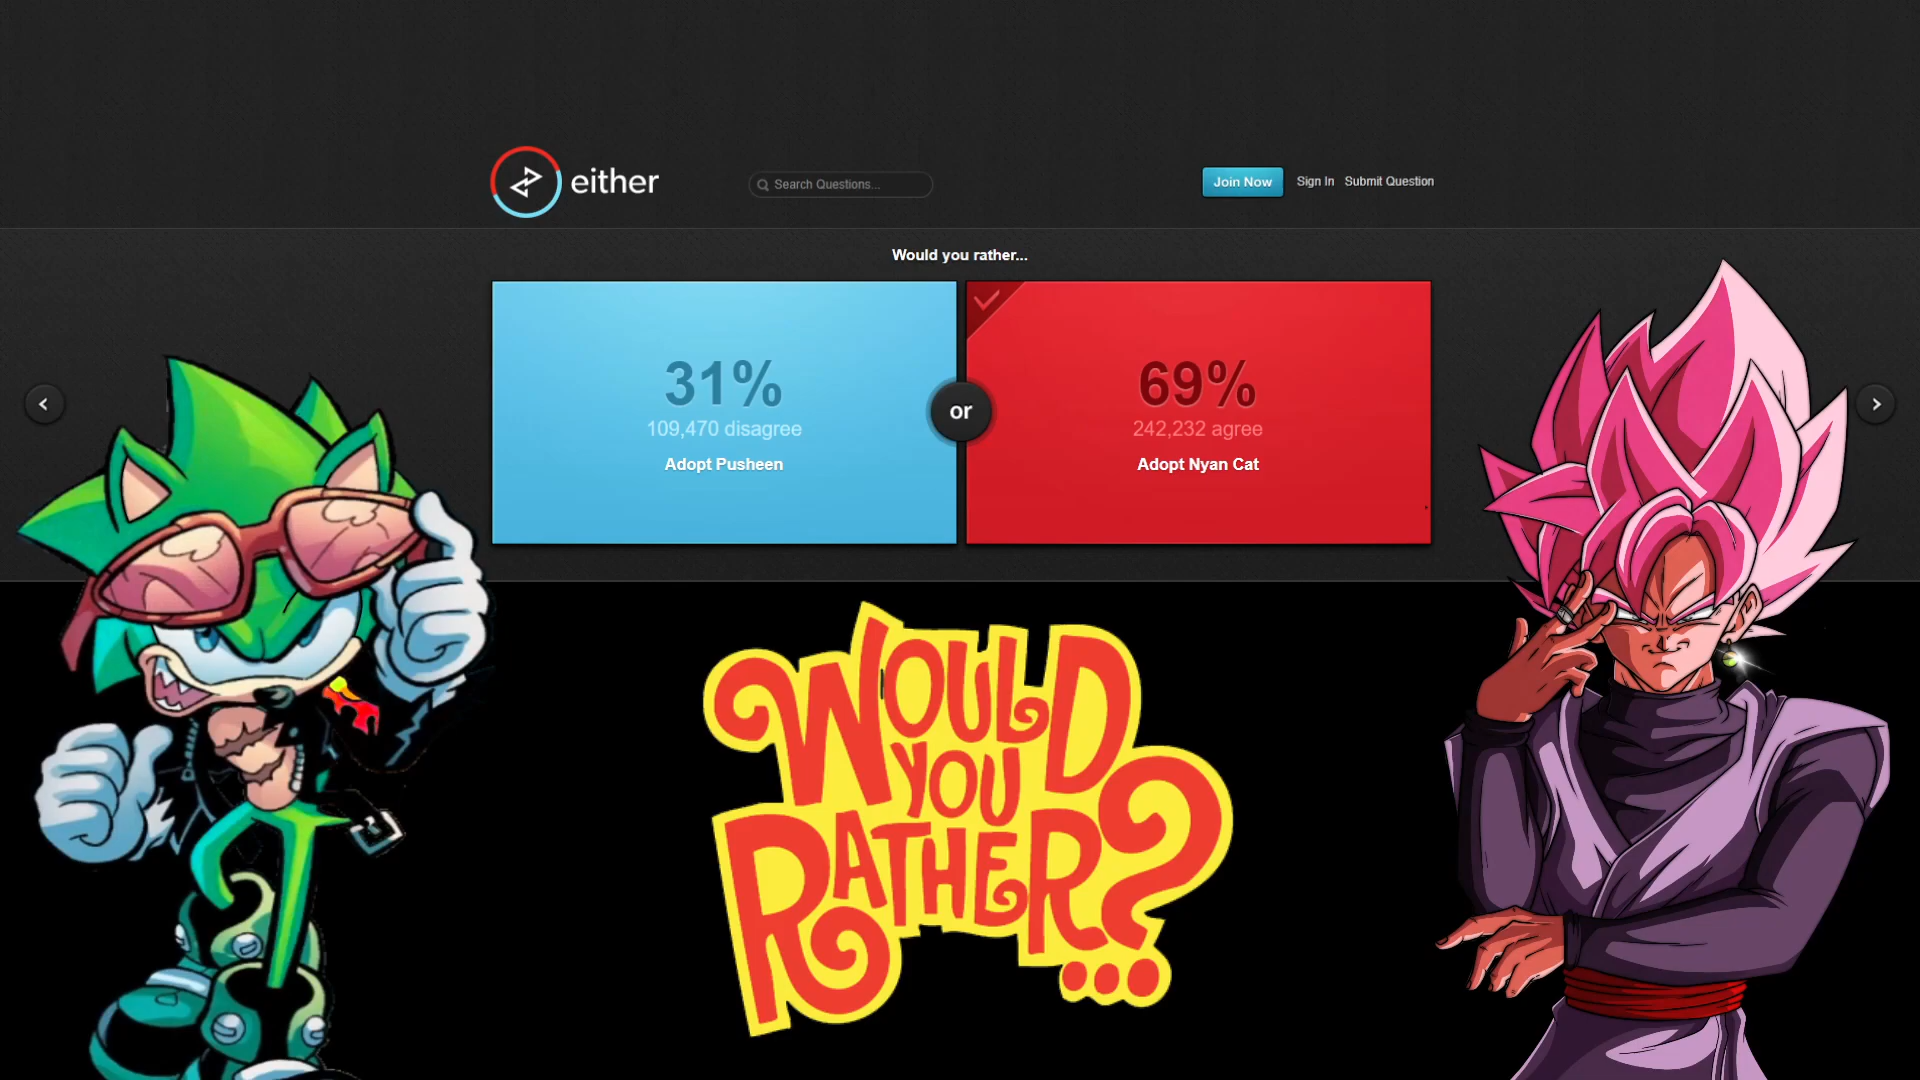 either
Search Questions...
Join Now
Sign In
Submit Question
Would you rather...
31%
109,470 disagree
Adopt Pusheen
or
69%
242,232 agree
Adopt Nyan Cat
WOULD
YOU
RATHER?...